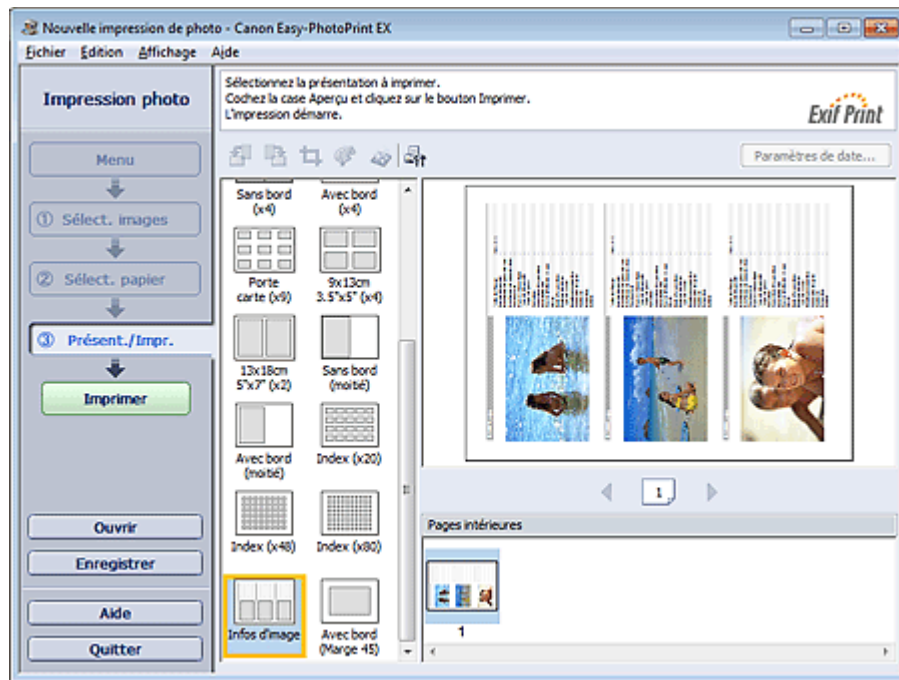 Nouvelle impression de photo - Canon Easy-PhotoPrint EX
Fichier Édition Affichage Aide
Impression photo
Sélectionnez la présentation à imprimer.
Cochez la case Aperçu et cliquez sur le bouton Imprimer.
L'impression démarre.
Exif Print
Menu
① Sélect. images
② Sélect. papier
③ Présent./Impr.
Imprimer
Ouvrir
Enregistrer
Aide
Quitter
Paramètres de date...
Sans bord
(x4)
Avec bord
(x4)
Porte
carte (x9)
9x13cm
3.5"x5" (x4)
13x18cm
5"x7" (x2)
Sans bord
(moitié)
Avec bord
(moitié)
Index (x20)
Index (x48)
Index (x80)
Infos d'image
Avec bord
(Marge 45)
1
Pages intérieures
1